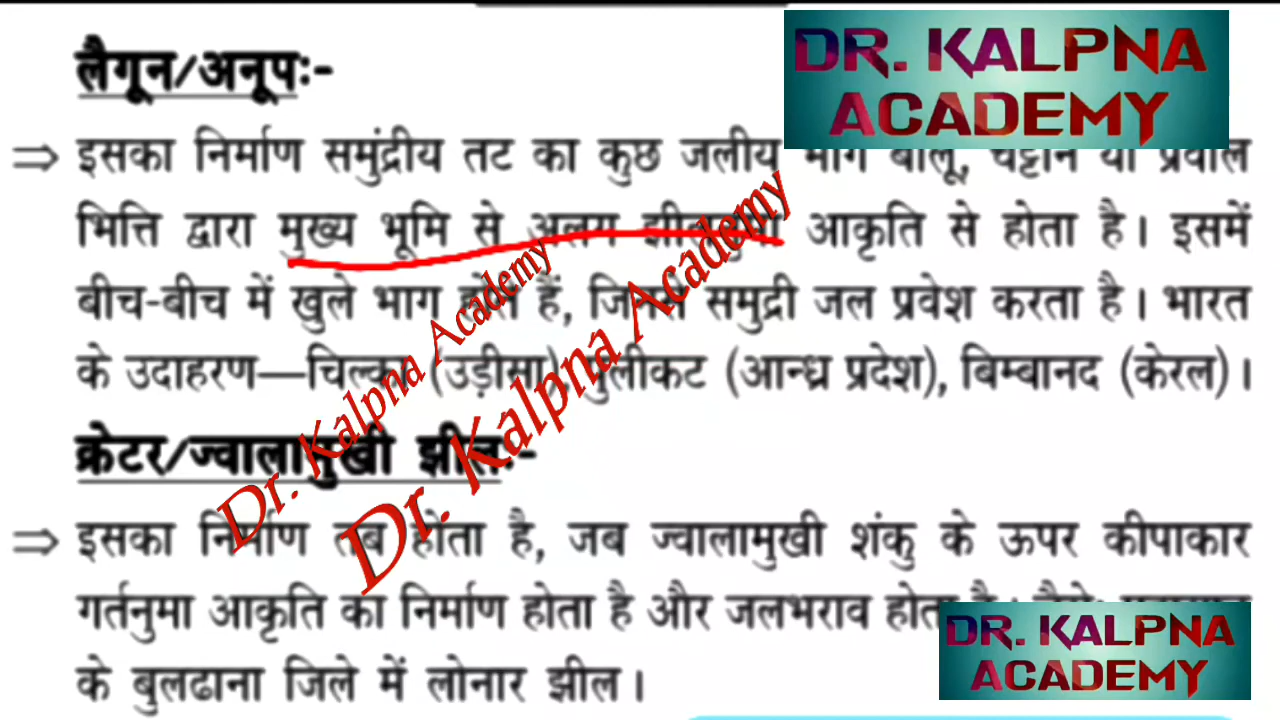 लैगून/अनूपः-
DR. KALPNA
ACADEMY
⇒ इसका निर्माण समुंद्रीय तट का कुछ जलीय भाग बालू, चट्टान या प्रवाल
भित्ति द्वारा मुख्य भूमि से अलग झीलनुमा आकृति से होता है। इसमें
बीच-बीच में खुले भाग होते हैं, जिनसे समुद्री जल प्रवेश करता है। भारत
के उदाहरण—चिल्का (उड़ीसा), पुलीकट (आन्ध्र प्रदेश), बिम्बानद (केरल)।
Dr. Kalpna Academy
Dr. Kalpna Academy
क्रेटर/ज्वालामुखी झीलः-
⇒ इसका निर्माण तब होता है, जब ज्वालामुखी शंकु के ऊपर कीपाकार
गर्तनुमा आकृति का निर्माण होता है और जलभराव होता
DR. KALPNA
ACADEMY
के बुलढाना जिले में लोनार झील।